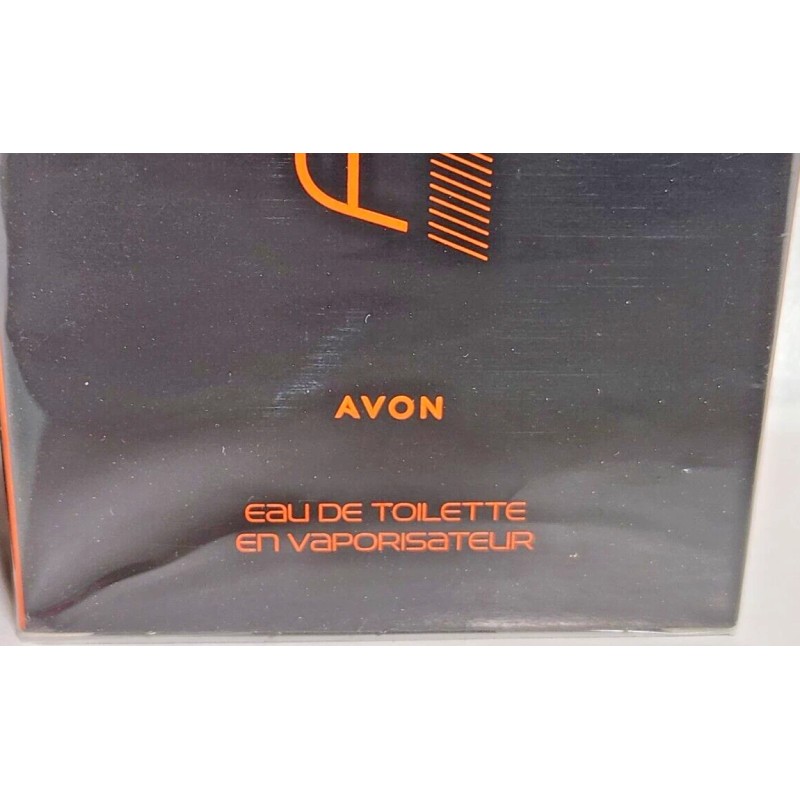 AVON
eau de toilette
en vaporisateur